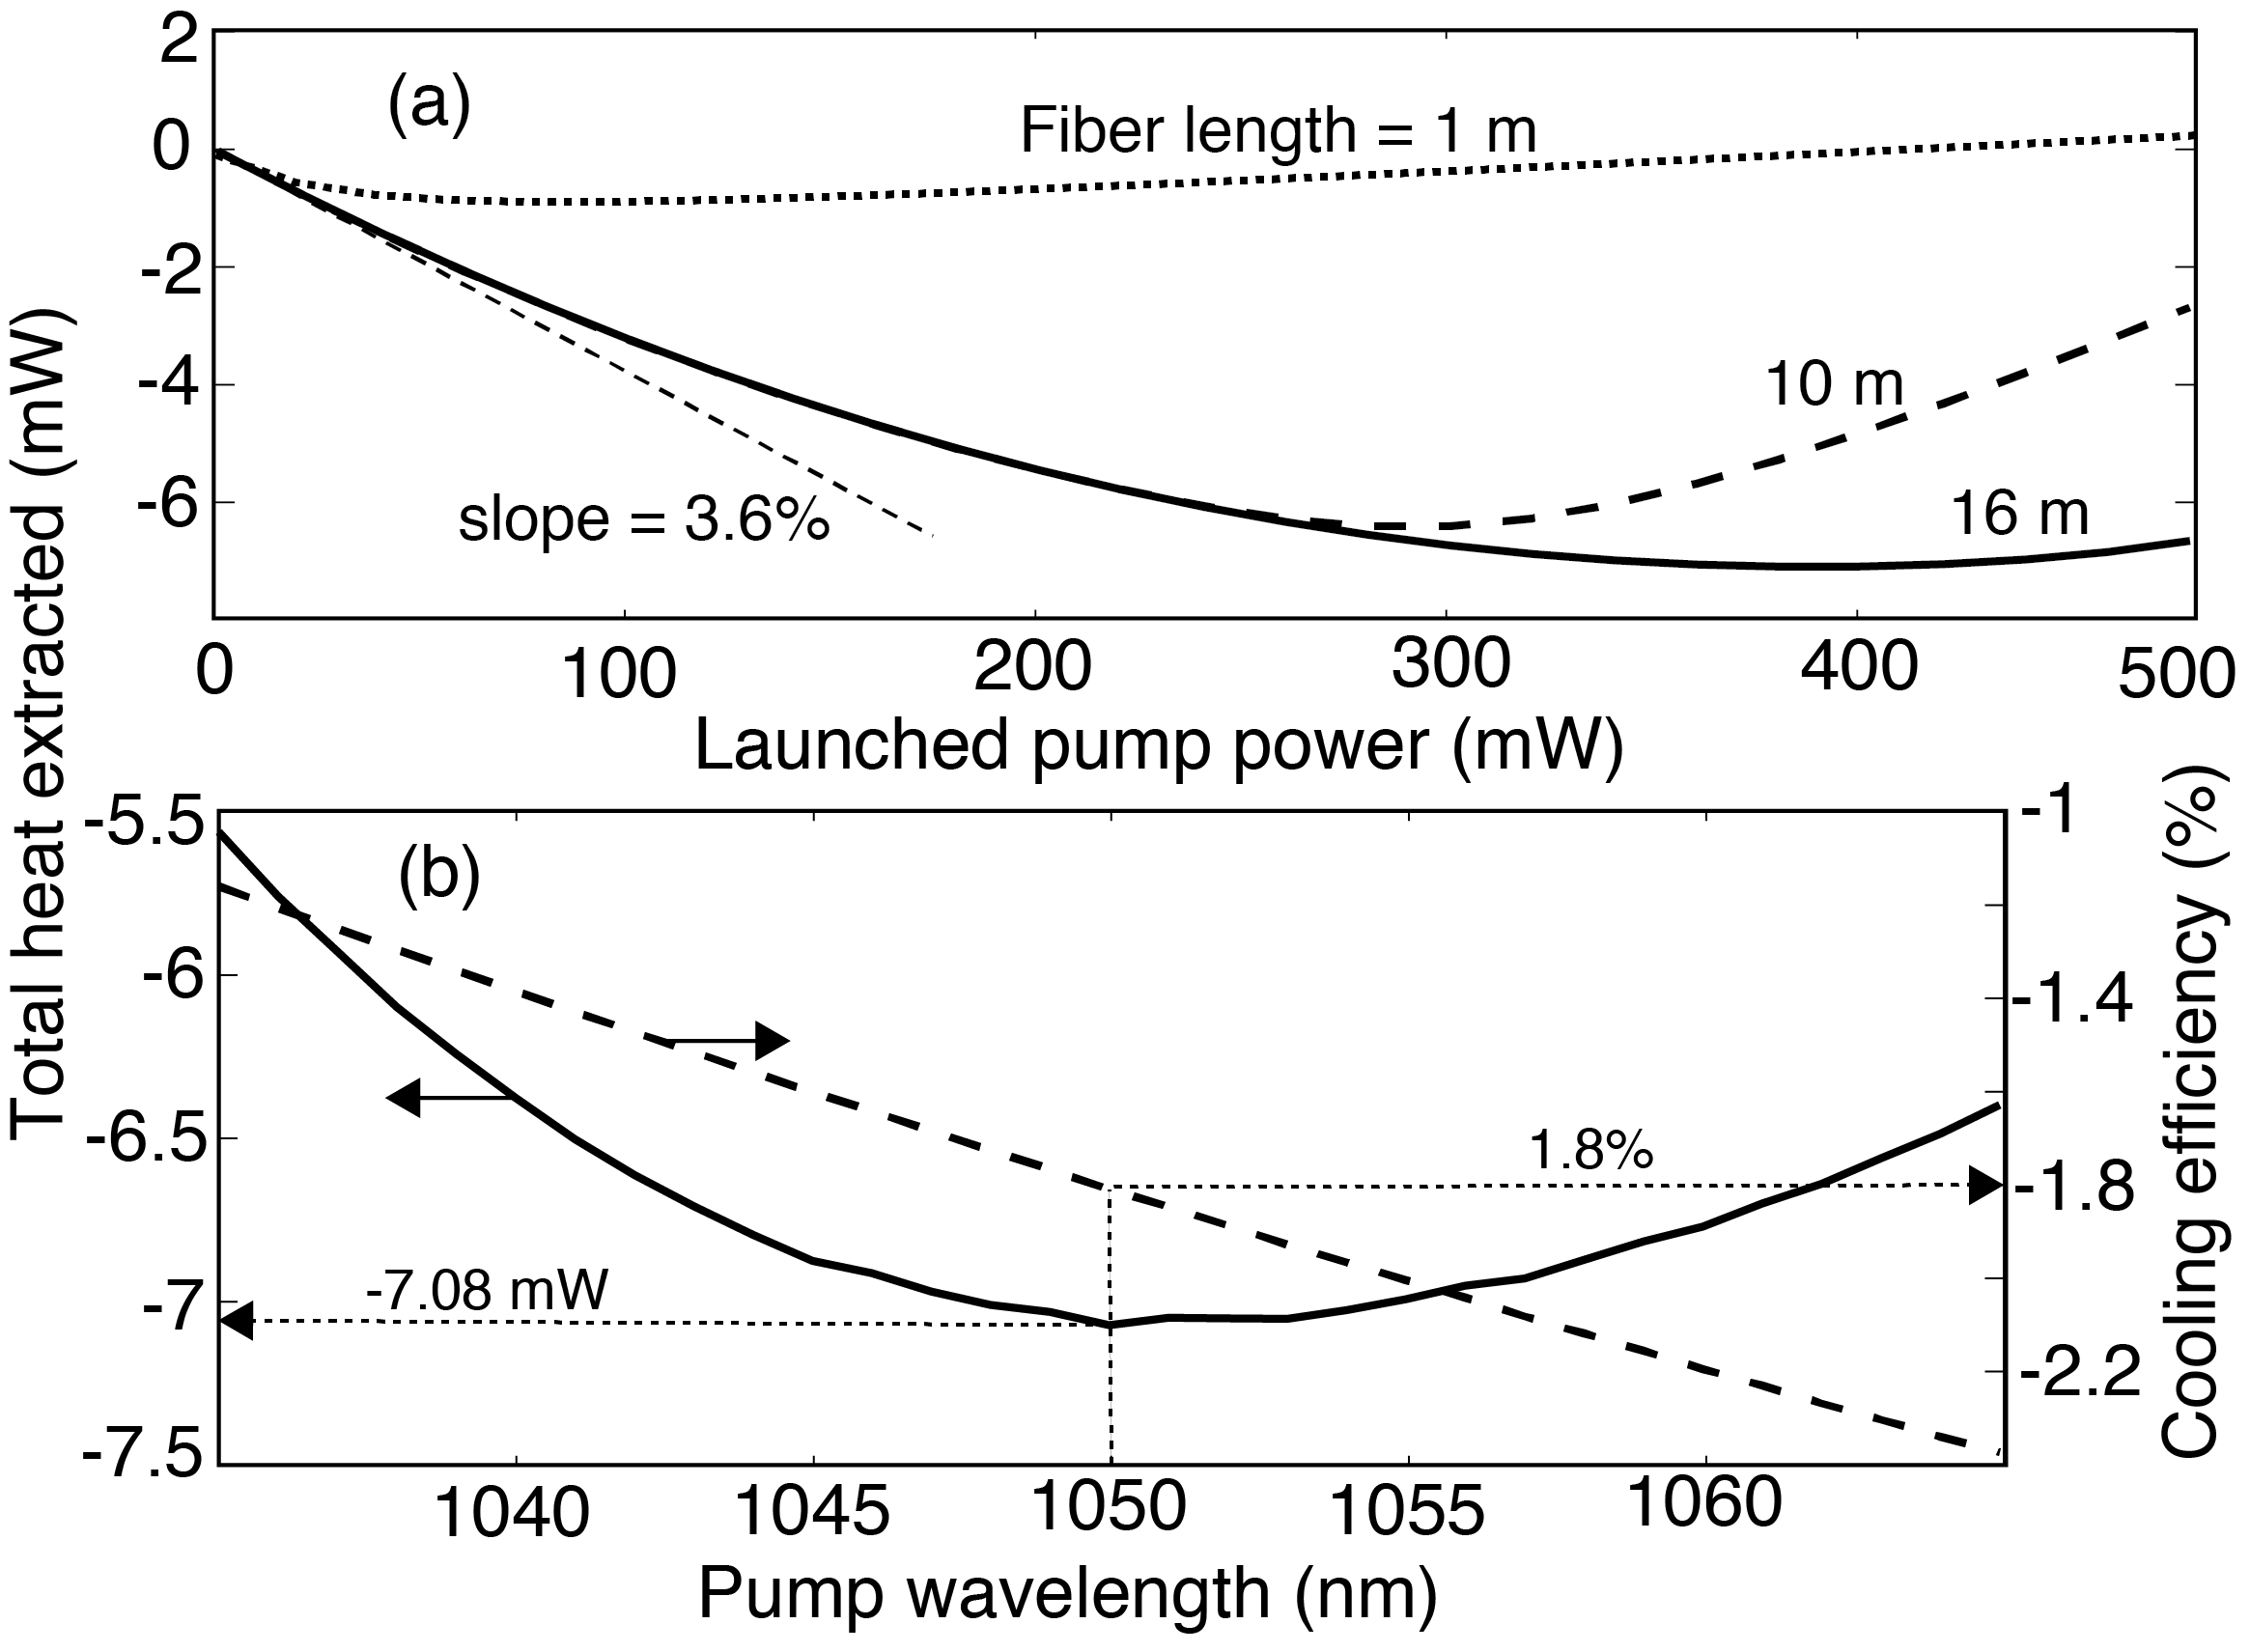 Total heat extracted (mW)
2
0
-2
-4
-6
(a)
Fiber length = 1 m
10 m
16 m
slope = 3.6%
0
100
200
300
400
500
Launched pump power (mW)
-5.5
-6
-6.5
-7
-7.5
(b)
1.8%
-7.08 mW
-1
-1.4
-1.8
-2.2
Cooling efficiency (%)
1040
1045
1050
1055
1060
Pump wavelength (nm)